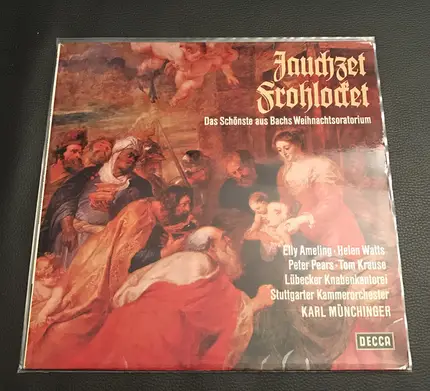 Jauchzet
Frohlocket
Das Schönste aus Bachs Weihnachtsoratorium
Elly Ameling · Helen Watts
Peter Pears · Tom Krause
Lübecker Knabenkantorei
Stuttgarter Kammerorchester
KARL MÜNCHINGER
DECCA